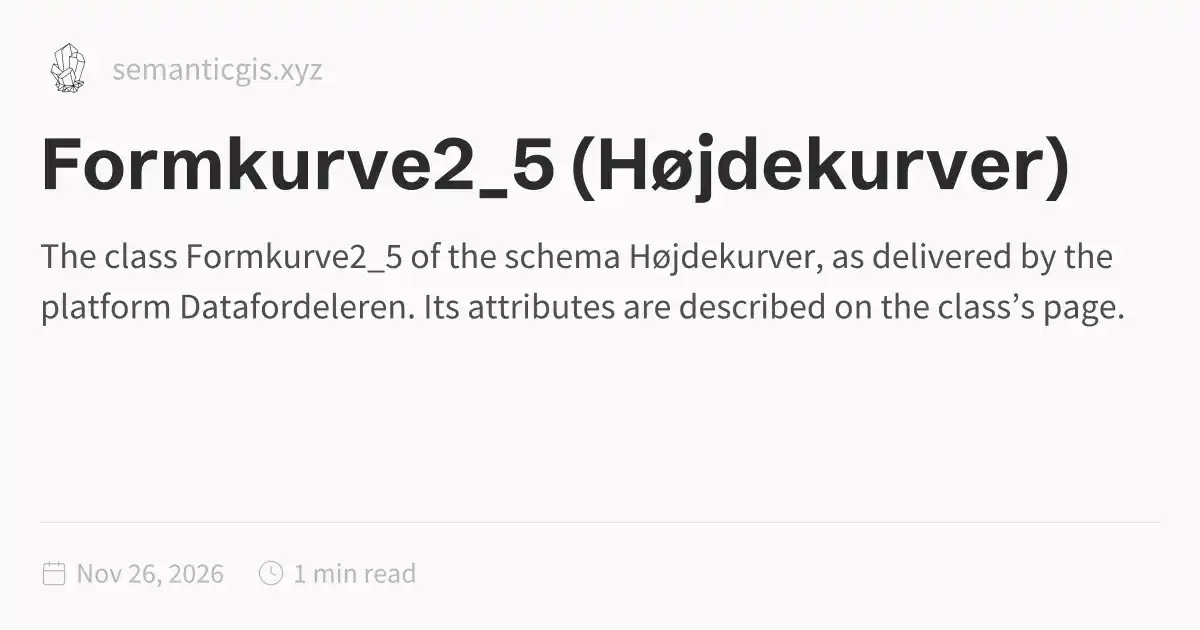 semanticgis.xyz
Formkurve2_5 (Højdekurver)
The class Formkurve2_5 of the schema Højdekurver, as delivered by the
platform Datafordeleren. Its attributes are described on the class’s page.
Nov 26, 2026 1 min read